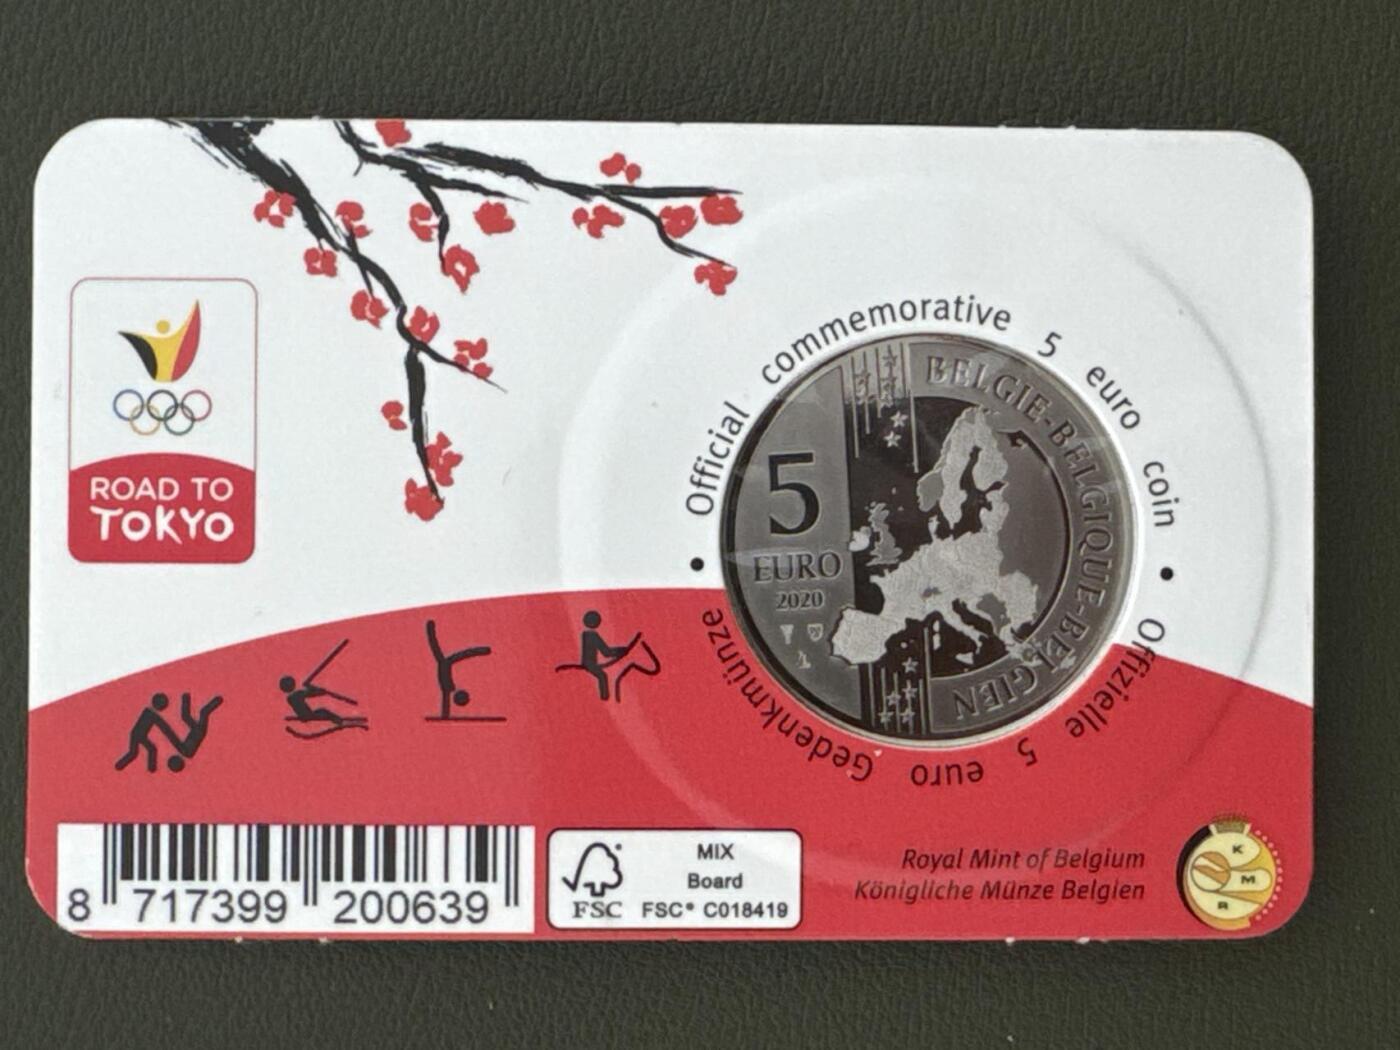 ROAD TO
TOKYO
Official commemorative 5 euro coin
Offizielle 5 euro Gedenkmünze
BELGIE-BELGIQUE-BELGIEN
5
EURO
2020
8 717399 200639
FSC
MIX
Board
FSC® C018419
Royal Mint of Belgium
Königliche Münze Belgien
K
M
R